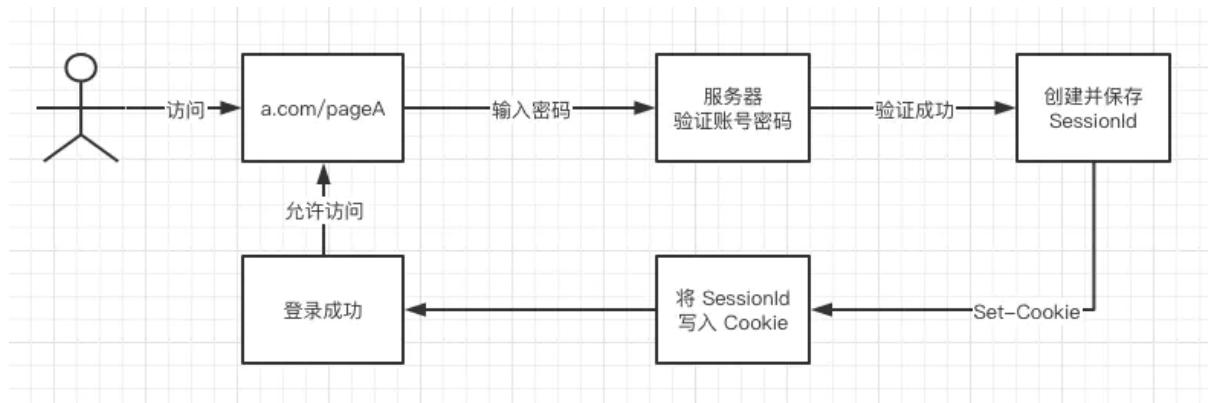 访问
a.com/pageA
输入密码
服务器
验证账号密码
验证成功
创建并保存
SessionId
允许访问
登录成功
将 SessionId
写入 Cookie
Set-Cookie